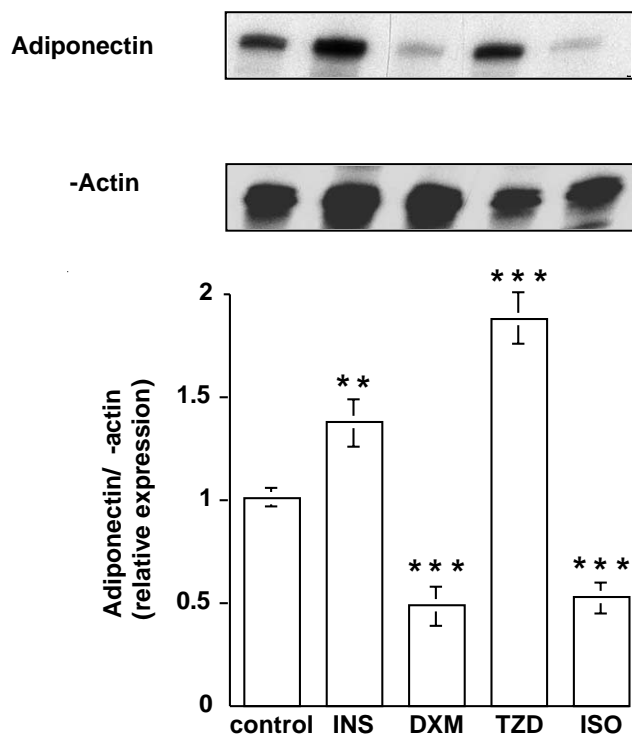 Adiponectin
-Actin
Adiponectin/ -actin
(relative expression)
2
1.5
1
0.5
0
**
***
***
***
control INS DXM TZD ISO